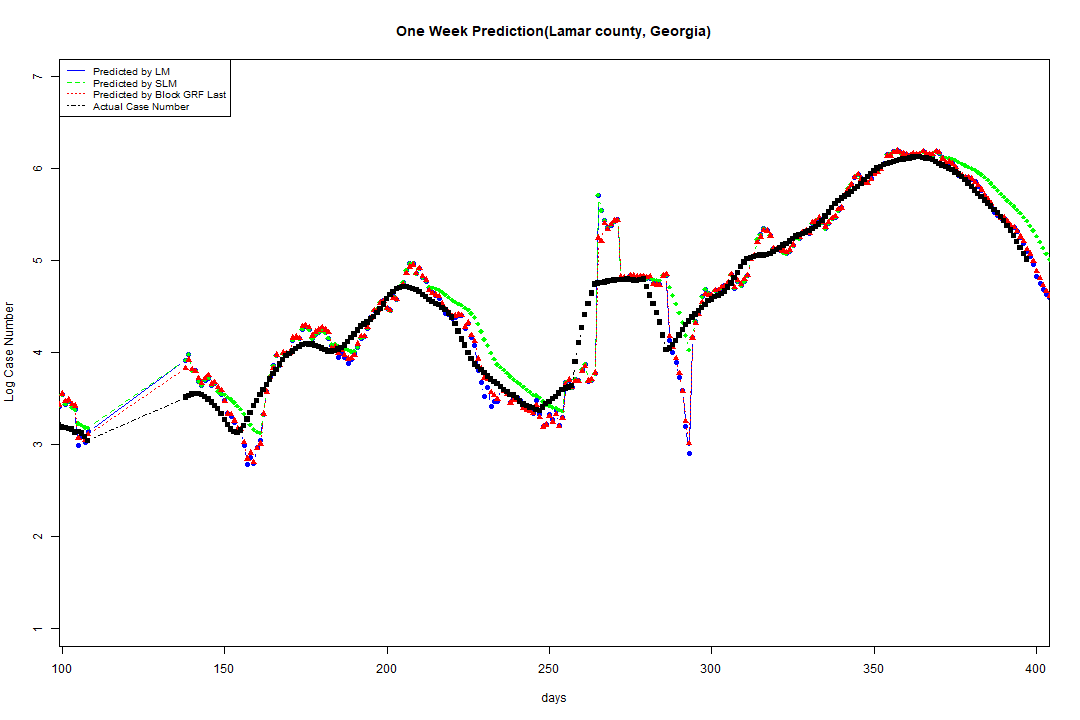 One Week Prediction(Lamar county, Georgia)
Predicted by LM
Predicted by SLM
Predicted by Block GRF Last
Actual Case Number
Log Case Number
7
6
5
4
3
2
1
100 150 200 250 300 350 400
days